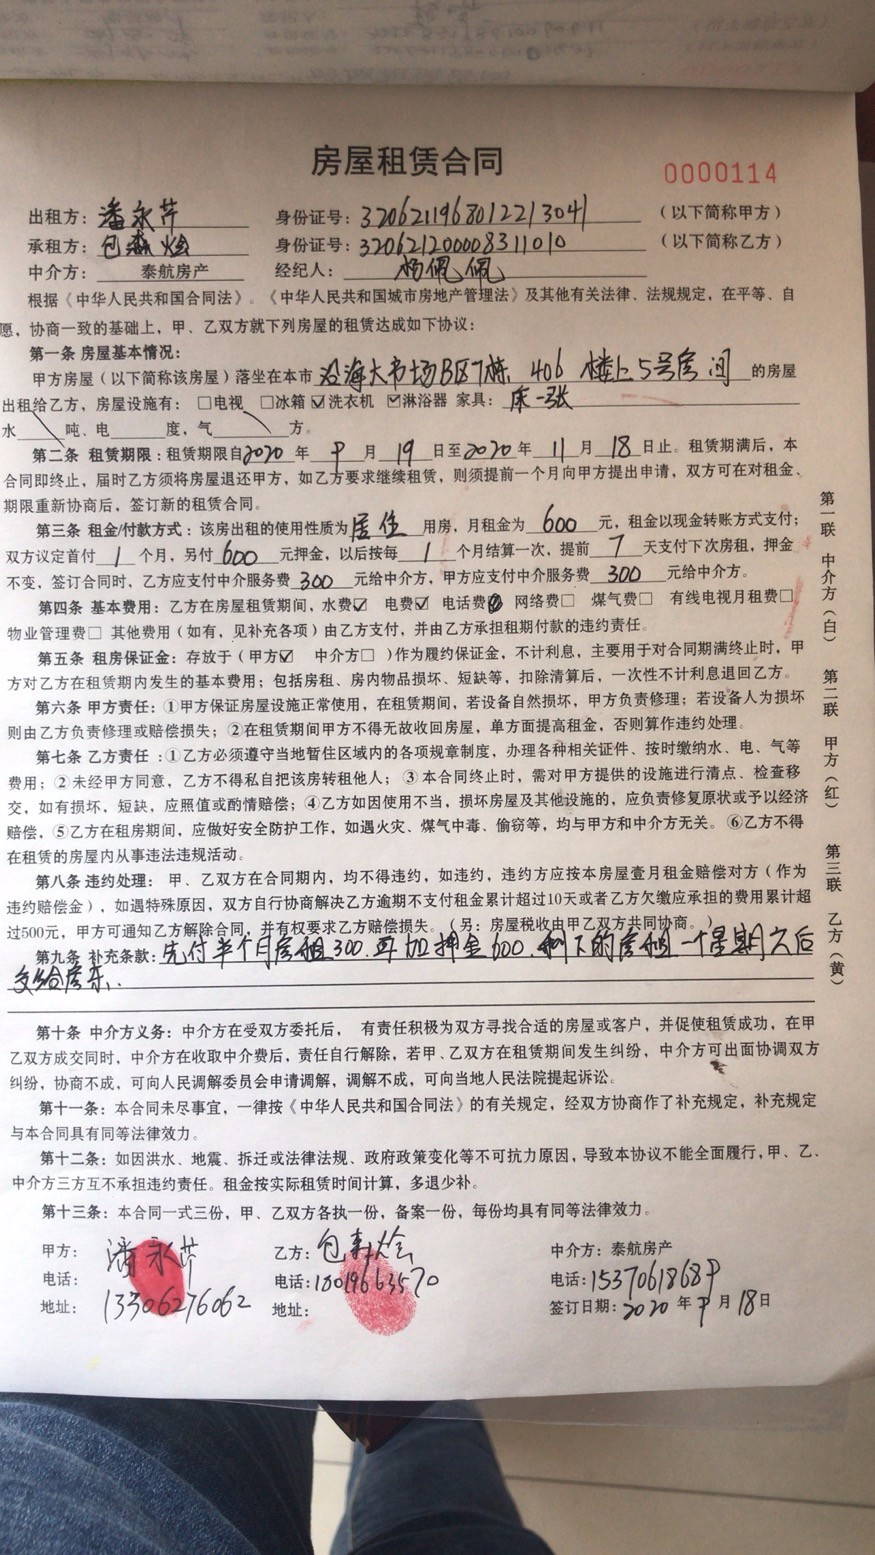 房屋租赁合同
0000114
出租方：潘永芹 身份证号：3206211968012213041 （以下简称甲方）
承租方：包 身份证号：320621200008311010 （以下简称乙方）
中介方：泰航房产 经纪人：杨佩佩
根据《中华人民共和国合同法》。《中华人民共和国城市房地产管理法》及其他有关法律、法规规定，在平等、自
愿，协商一致的基础上，甲、乙双方就下列房屋的租赁达成如下协议：
第一条 房屋基本情况：
甲方房屋（以下简称该房屋）落坐在本市 沿海大市场B区7栋、406 楼上5号房间 的房屋
出租给乙方，房屋设施有：□电视 □冰箱 ☑洗衣机 ☑淋浴器 家具：床一张
水 吨、电 度，气 方。
第二条 租赁期限：租赁期限自2020 年 9 月 19 日至2020 年 11 月 18 日止。租赁期满后，本
合同即终止，届时乙方须将房屋退还甲方，如乙方要求继续租赁，则须提前一个月向甲方提出申请，双方可在对租金、
期限重新协商后，签订新的租赁合同。
第三条 租金/付款方式：该房出租的使用性质为 居住 用房，月租金为 600 元，租金以现金转账方式支付；
双方议定首付 1 个月，另付 600 元押金，以后按每 1 个月结算一次，提前 7 天支付下次房租，押金
不变，签订合同时，乙方应支付中介服务费 300 元给中介方，甲方应支付中介服务费 300 元给中介方。
第四条 基本费用：乙方在房屋租赁期间，水费☑ 电费☑ 电话费 网络费□ 煤气费□ 有线电视月租费□
物业管理费□ 其他费用（如有，见补充各项）由乙方支付，并由乙方承担租期付款的违约责任。
第五条 租房保证金：存放于（甲方☑ 中介方□）作为履约保证金，不计利息，主要用于对合同期满终止时，甲
方对乙方在租赁期内发生的基本费用；包括房租、房内物品损坏、短缺等，扣除清算后，一次性不计利息退回乙方。
第六条 甲方责任：①甲方保证房屋设施正常使用，在租赁期间，若设备自然损坏，甲方负责修理；若设备人为损坏
则由乙方负责修理或赔偿损失；②在租赁期间甲方不得无故收回房屋，单方面提高租金，否则算作违约处理。
第七条 乙方责任：①乙方必须遵守当地暂住区域内的各项规章制度，办理各种相关证件、按时缴纳水、电、气等
费用；②未经甲方同意，乙方不得私自把该房转租他人；③本合同终止时，需对甲方提供的设施进行清点、检查移
交，如有损坏，短缺，应照值或酌情赔偿；④乙方如因使用不当，损坏房屋及其他设施的，应负责修复原状或予以经济
赔偿，⑤乙方在租房期间，应做好安全防护工作，如遇火灾、煤气中毒、偷窃等，均与甲方和中介方无关。⑥乙方不得
在租赁的房屋内从事违法违规活动。
第八条 违约处理：甲、乙双方在合同期内，均不得违约，如违约，违约方应按本房屋壹月租金赔偿对方（作为
违约赔偿金），如遇特殊原因，双方自行协商解决乙方逾期不支付租金累计超过10天或者乙方欠缴应承担的费用累计超
过500元，甲方可通知乙方解除合同，并有权要求乙方赔偿损失。（另：房屋税收由甲乙双方共同协商。）
第九条 补充条款：先付半个月房租300.再加押金600.剩下的房租一个星期之后
交给房东.
第十条 中介方义务：中介方在受双方委托后， 有责任积极为双方寻找合适的房屋或客户，并促使租赁成功，在甲
乙双方成交同时，中介方在收取中介费后，责任自行解除，若甲、乙双方在租赁期间发生纠纷，中介方可出面协调双方
纠纷，协商不成，可向人民调解委员会申请调解，调解不成，可向当地人民法院提起诉讼。
第十一条：本合同未尽事宜，一律按《中华人民共和国合同法》的有关规定，经双方协商作了补充规定，补充规定
与本合同具有同等法律效力。
第十二条：如因洪水、地震、拆迁或法律法规、政府政策变化等不可抗力原因，导致本协议不能全面履行，甲、乙、
中介方三方互不承担违约责任。租金按实际租赁时间计算，多退少补。
第十三条：本合同一式三份，甲、乙双方各执一份，备案一份，每份均具有同等法律效力。
甲方：潘永芹 乙方：包 中介方：泰航房产
电话：13306276062 电话：18019663570 电话：15370618689
地址： 地址： 签订日期：2020 年 9 月 18 日
第一联 中介方（白） 第二联 甲方（红） 第三联 乙方（黄）